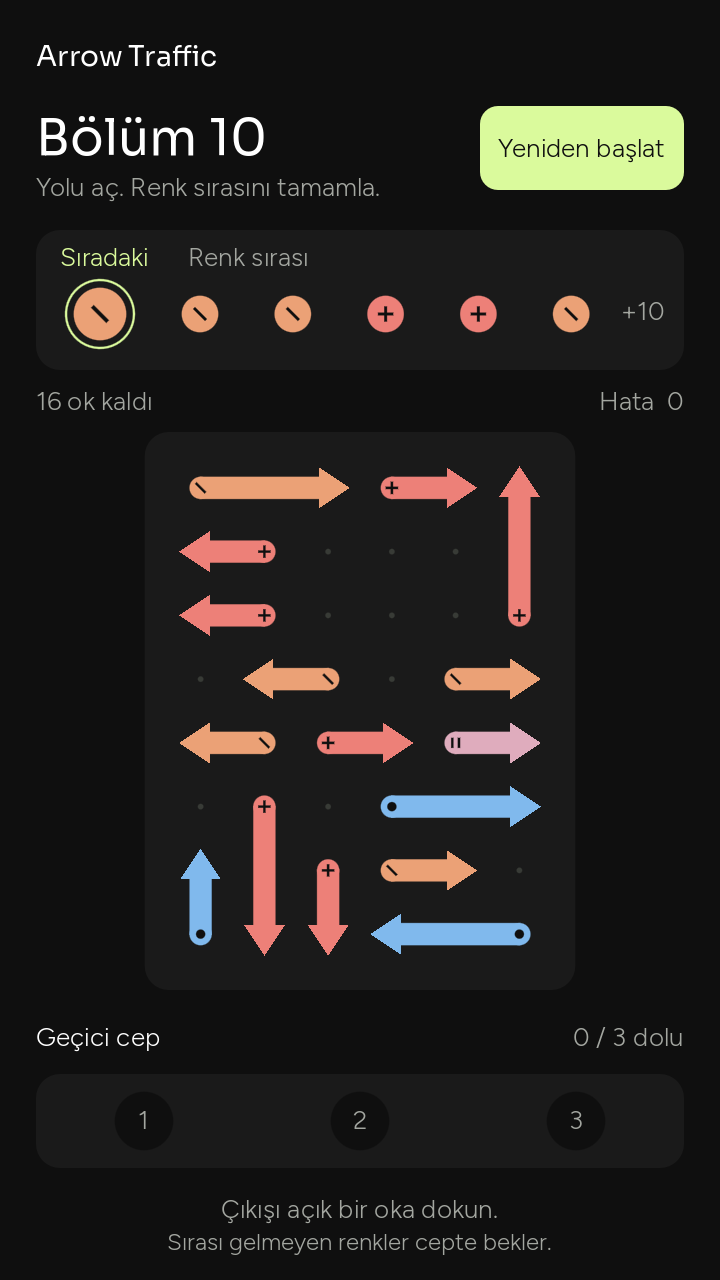 Arrow Traffic
Bölüm 10
Yeniden başlat
Yolu aç. Renk sırasını tamamla.
Sıradaki
Renk sırası
+10
16 ok kaldı
Hata 0
Geçici cep
0 / 3 dolu
1
2
3
Çıkışı açık bir oka dokun.
Sırası gelmeyen renkler cepte bekler.